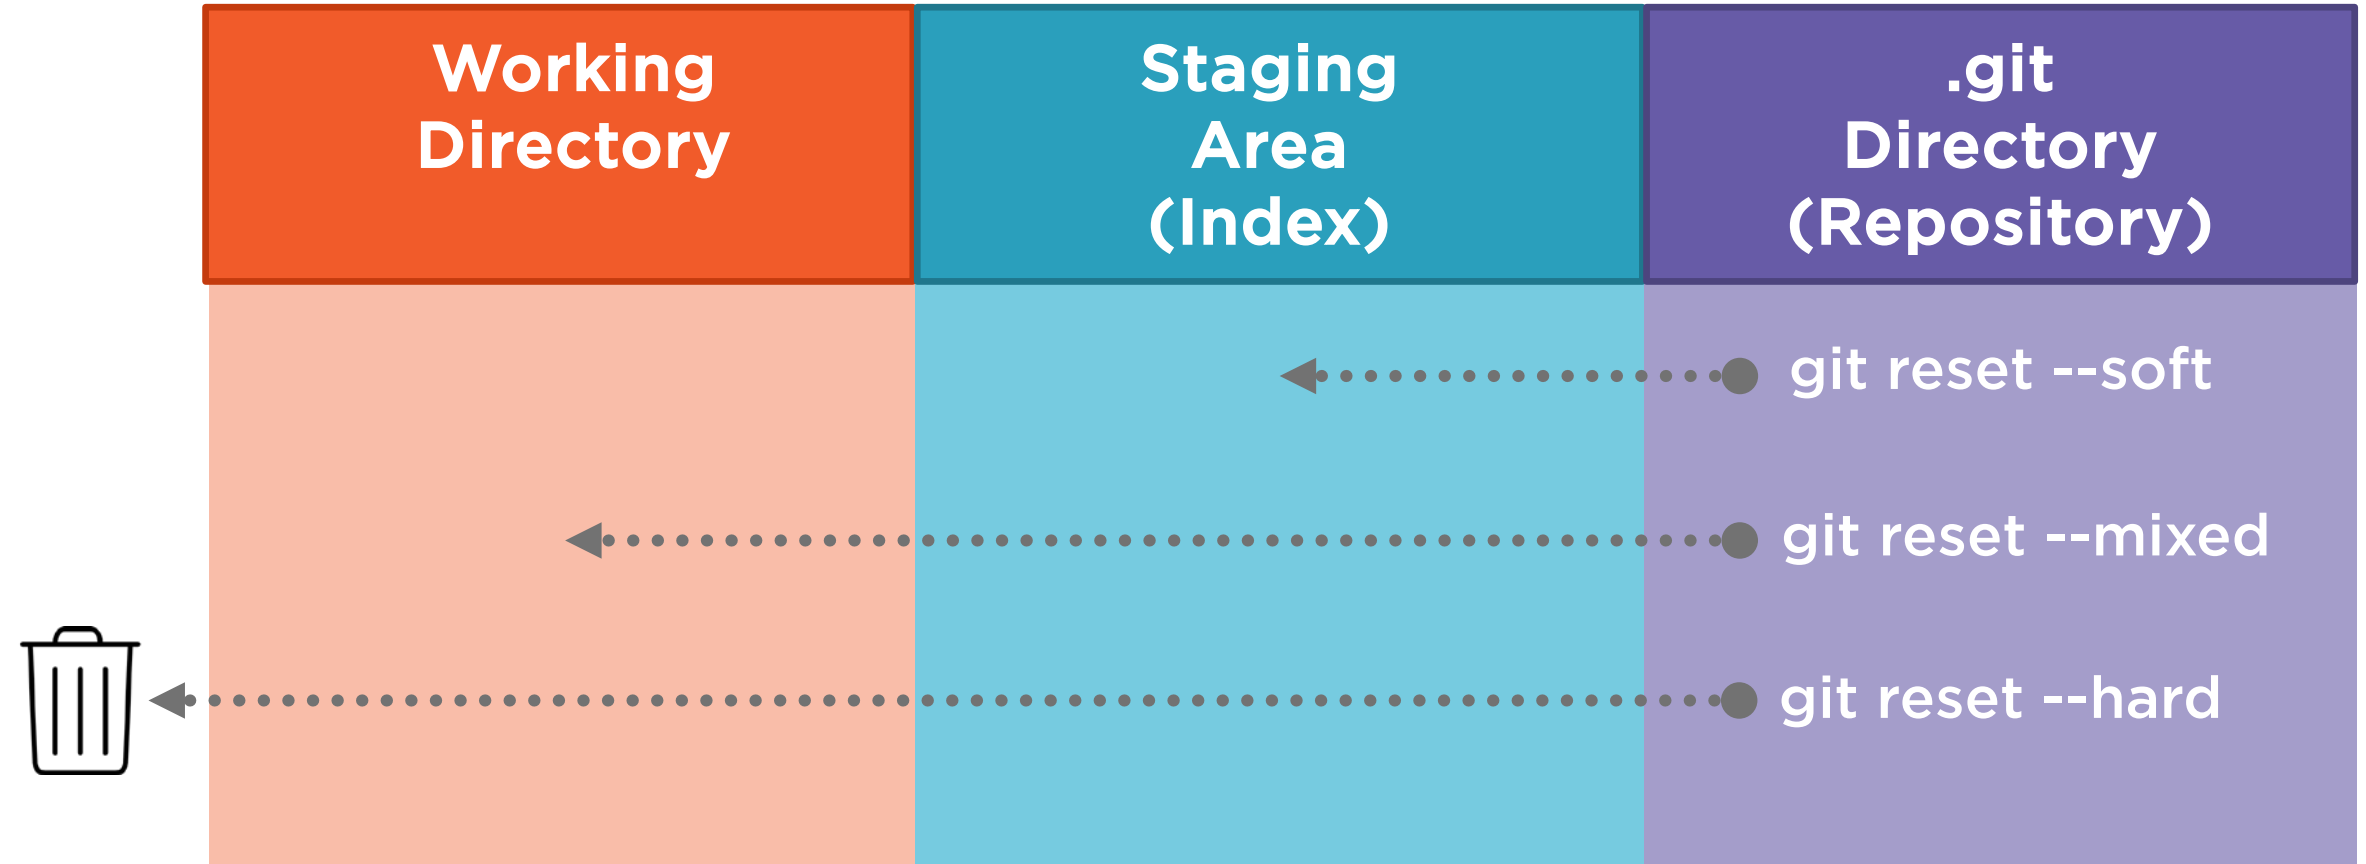 Working
Directory
Staging
Area
(Index)
.git
Directory
(Repository)
git reset --soft
git reset --mixed
git reset --hard